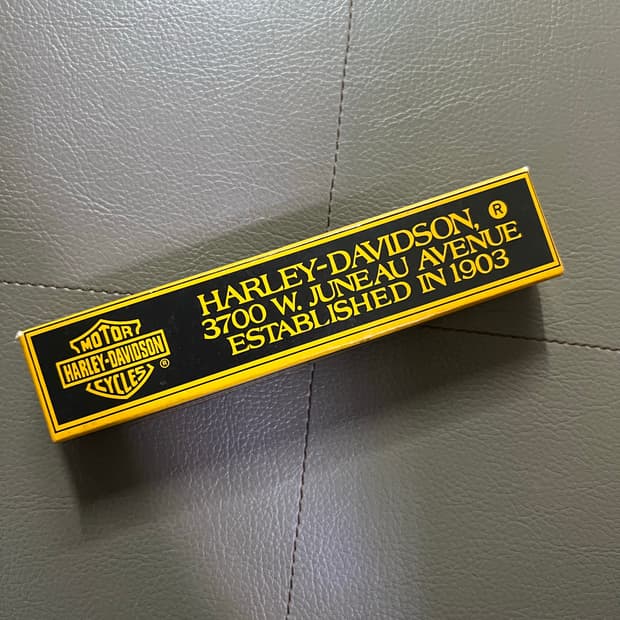 MOTOR
HARLEY-DAVIDSON
CYCLES
®
HARLEY-DAVIDSON, ®
3700 W. JUNEAU AVENUE
ESTABLISHED IN 1903